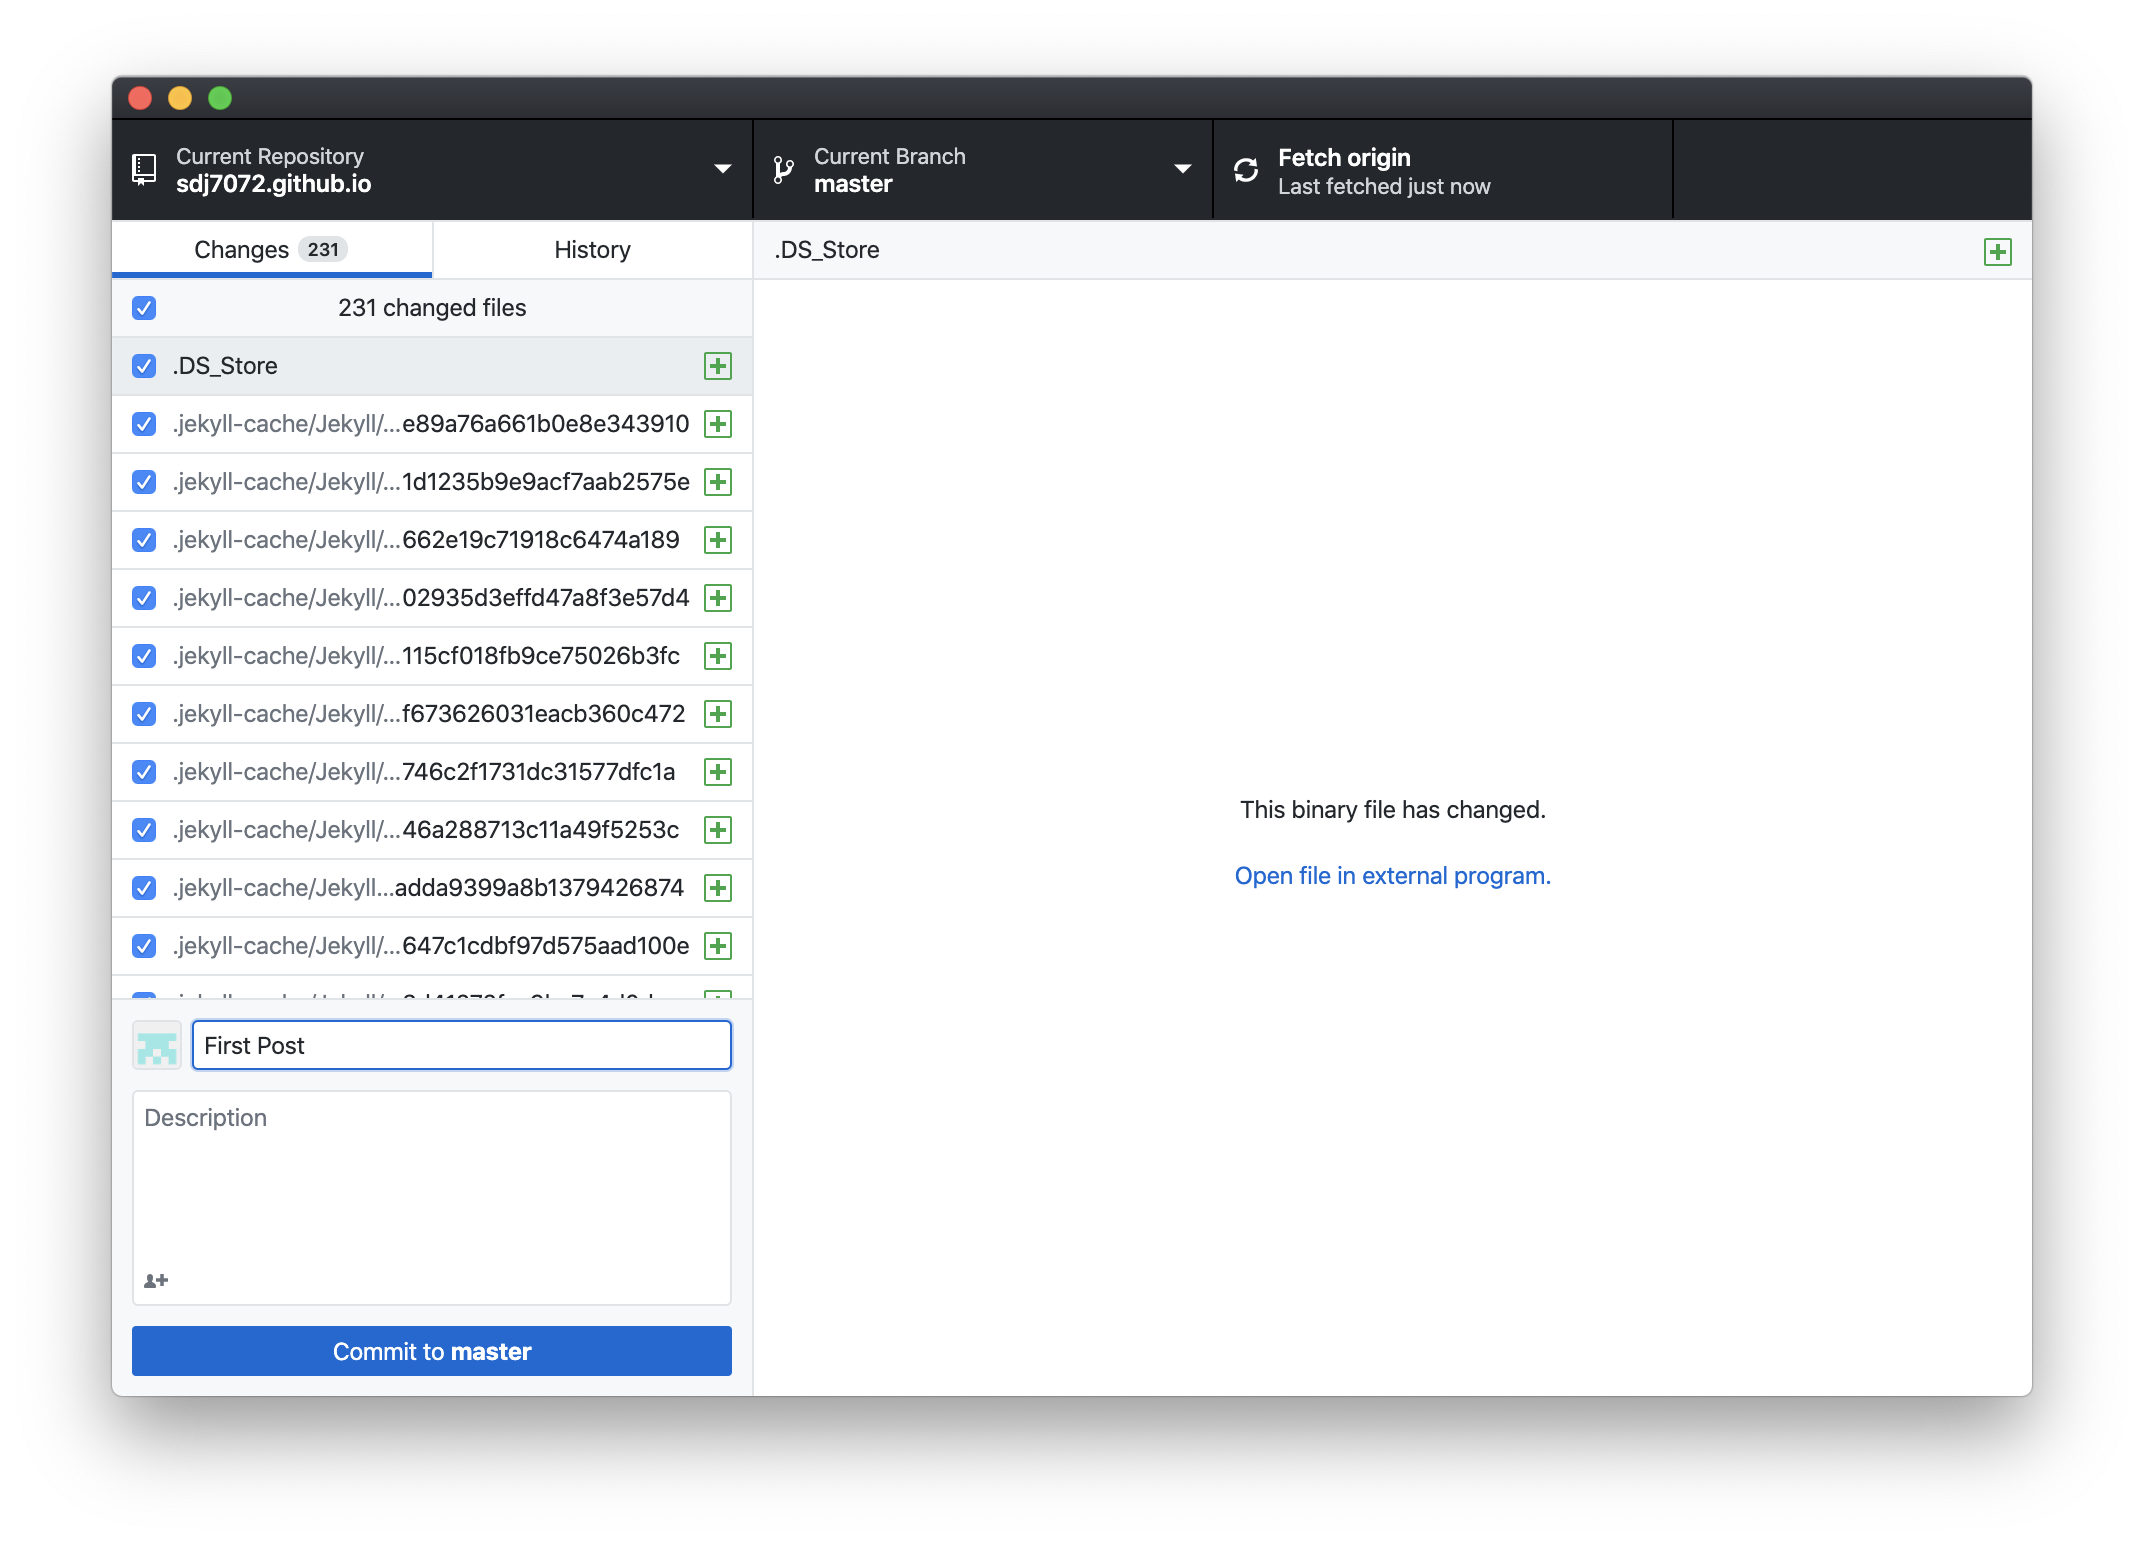 Current Repository
sdj7072.github.io
Current Branch
master
Fetch origin
Last fetched just now
Changes 231
History
.DS_Store
231 changed files
.DS_Store
.jekyll-cache/Jekyll/...e89a76a661b0e8e343910
.jekyll-cache/Jekyll/...1d1235b9e9acf7aab2575e
.jekyll-cache/Jekyll/...662e19c71918c6474a189
.jekyll-cache/Jekyll/...02935d3effd47a8f3e57d4
.jekyll-cache/Jekyll/...115cf018fb9ce75026b3fc
.jekyll-cache/Jekyll/...f673626031eacb360c472
.jekyll-cache/Jekyll/...746c2f1731dc31577dfc1a
.jekyll-cache/Jekyll/...46a288713c11a49f5253c
.jekyll-cache/Jekyll...adda9399a8b1379426874
.jekyll-cache/Jekyll/...647c1cdbf97d575aad100e
First Post
Description
Commit to master
This binary file has changed.
Open file in external program.